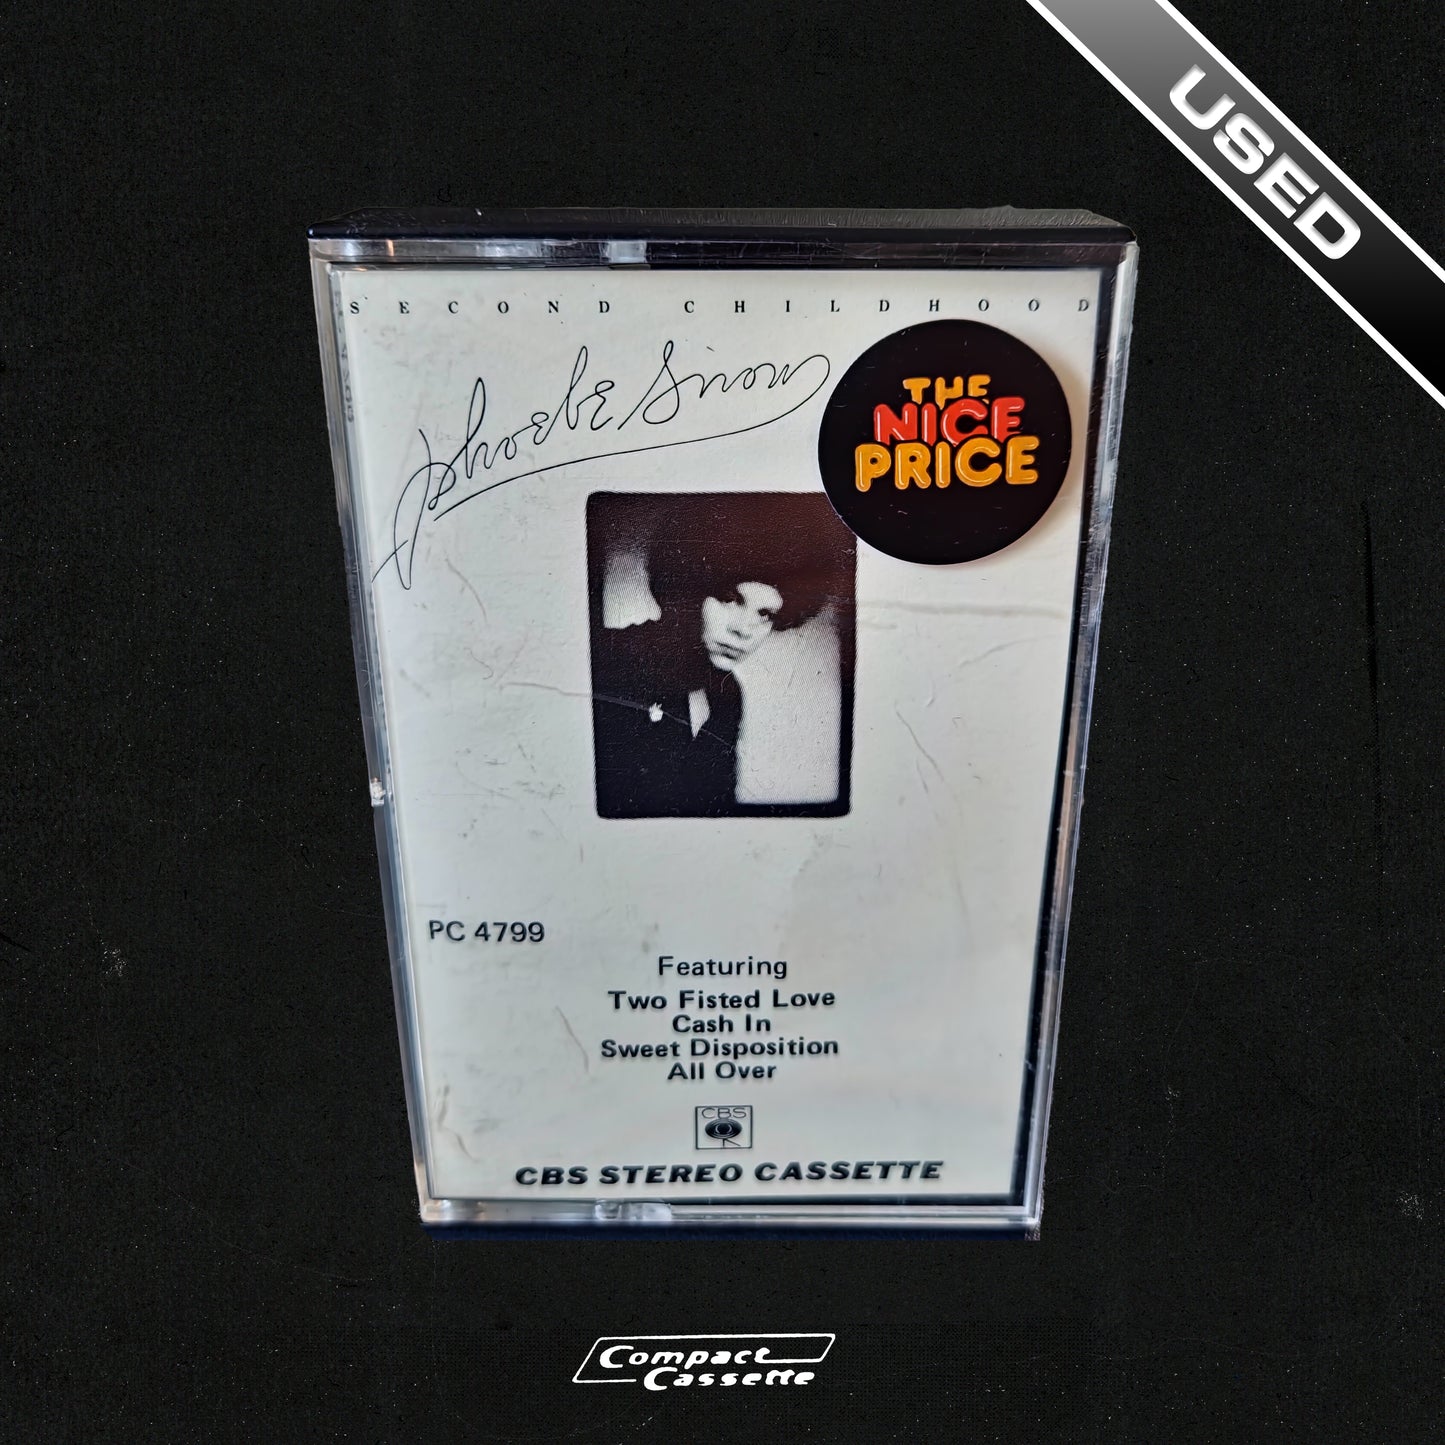 USED
SECOND CHILDHOOD
Phoebe Snow
THE
NICE
PRICE
PC 4799
Featuring
Two Fisted Love
Cash In
Sweet Disposition
All Over
CBS
CBS STEREO CASSETTE
Compact
Cassette